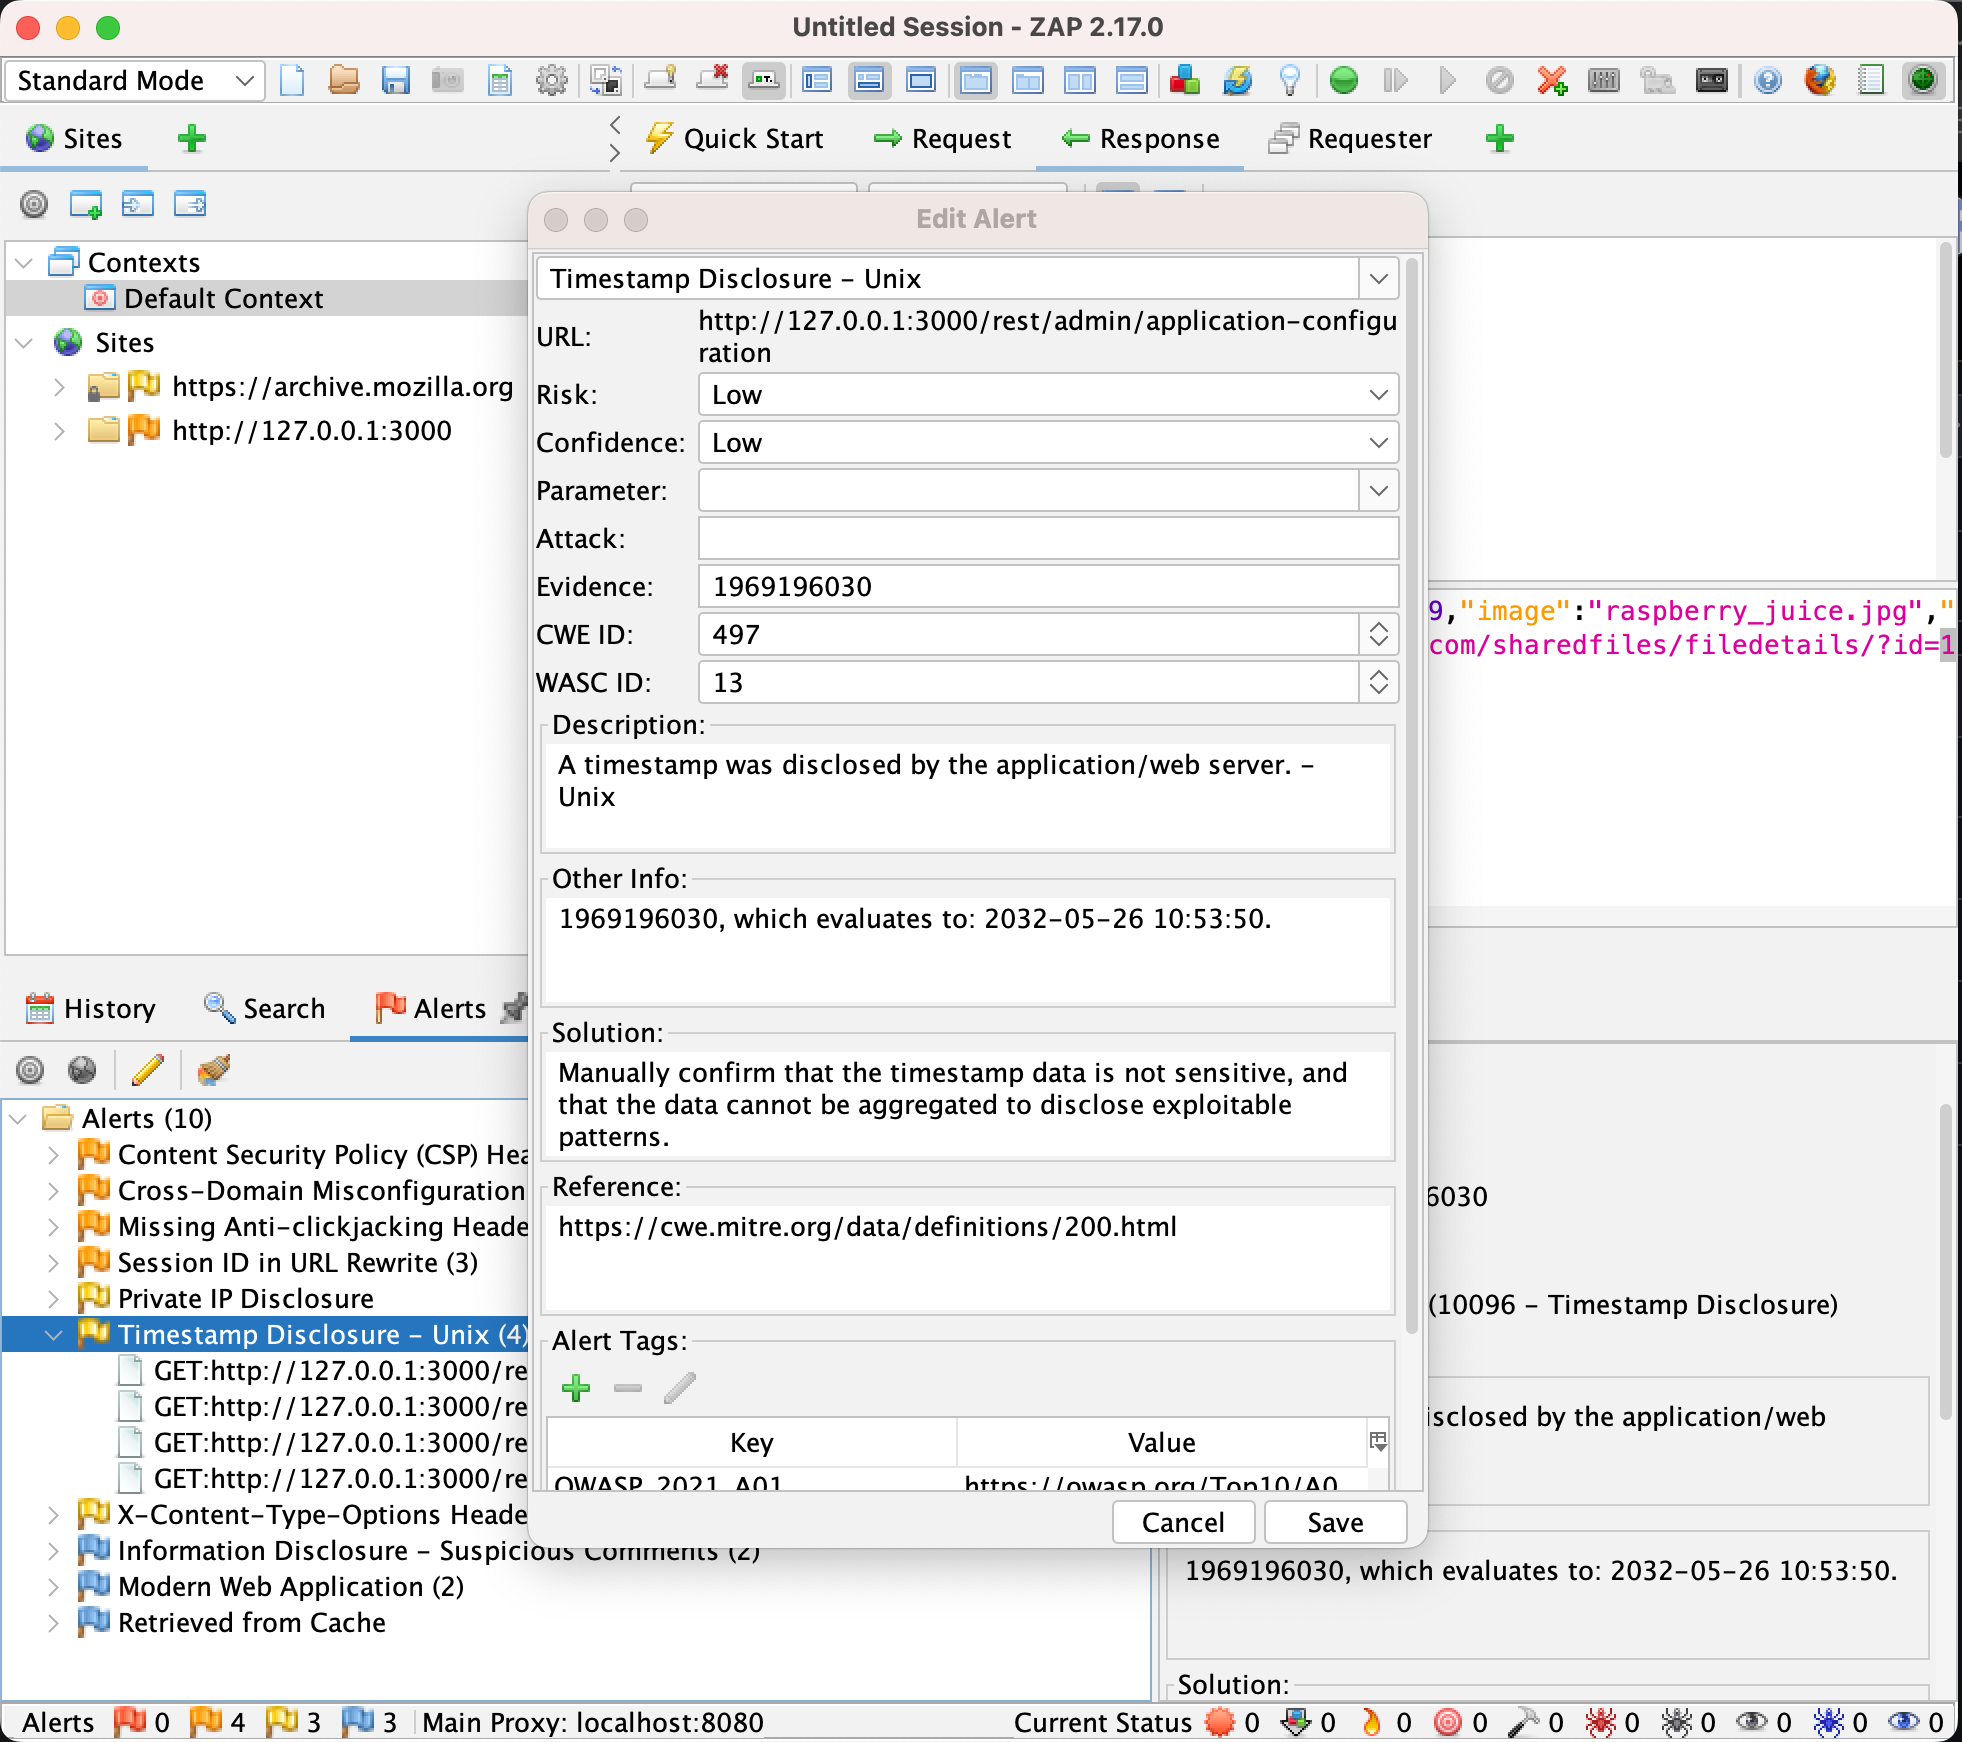 Untitled Session - ZAP 2.17.0
Standard Mode
Sites
Quick Start
Request
Response
Requester
Contexts
Default Context
Sites
https://archive.mozilla.org
http://127.0.0.1:3000
Edit Alert
Timestamp Disclosure - Unix
URL:
http://127.0.0.1:3000/rest/admin/application-configu
ration
Risk:
Low
Confidence:
Low
Parameter:
Attack:
Evidence:
1969196030
CWE ID:
497
WASC ID:
13
Description:
A timestamp was disclosed by the application/web server. -
Unix
Other Info:
1969196030, which evaluates to: 2032-05-26 10:53:50.
Solution:
Manually confirm that the timestamp data is not sensitive, and
that the data cannot be aggregated to disclose exploitable
patterns.
Reference:
https://cwe.mitre.org/data/definitions/200.html
Alert Tags:
Key Value
OWASP_2021_A01 https://owasp.org/Top10/A0
Cancel
Save
9,"image":"raspberry_juice.jpg","
com/sharedfiles/filedetails/?id=1
History
Search
Alerts
Alerts (10)
Content Security Policy (CSP) Hea
Cross-Domain Misconfiguration
Missing Anti-clickjacking Heade
Session ID in URL Rewrite (3)
Private IP Disclosure
Timestamp Disclosure - Unix (4)
GET:http://127.0.0.1:3000/re
GET:http://127.0.0.1:3000/re
GET:http://127.0.0.1:3000/re
GET:http://127.0.0.1:3000/re
X-Content-Type-Options Heade
Information Disclosure - Suspicious Comments (2)
Modern Web Application (2)
Retrieved from Cache
6030
(10096 - Timestamp Disclosure)
isclosed by the application/web
1969196030, which evaluates to: 2032-05-26 10:53:50.
Solution:
Alerts 0 4 3 3 Main Proxy: localhost:8080
Current Status 0 0 0 0 0 0 0 0 0 0